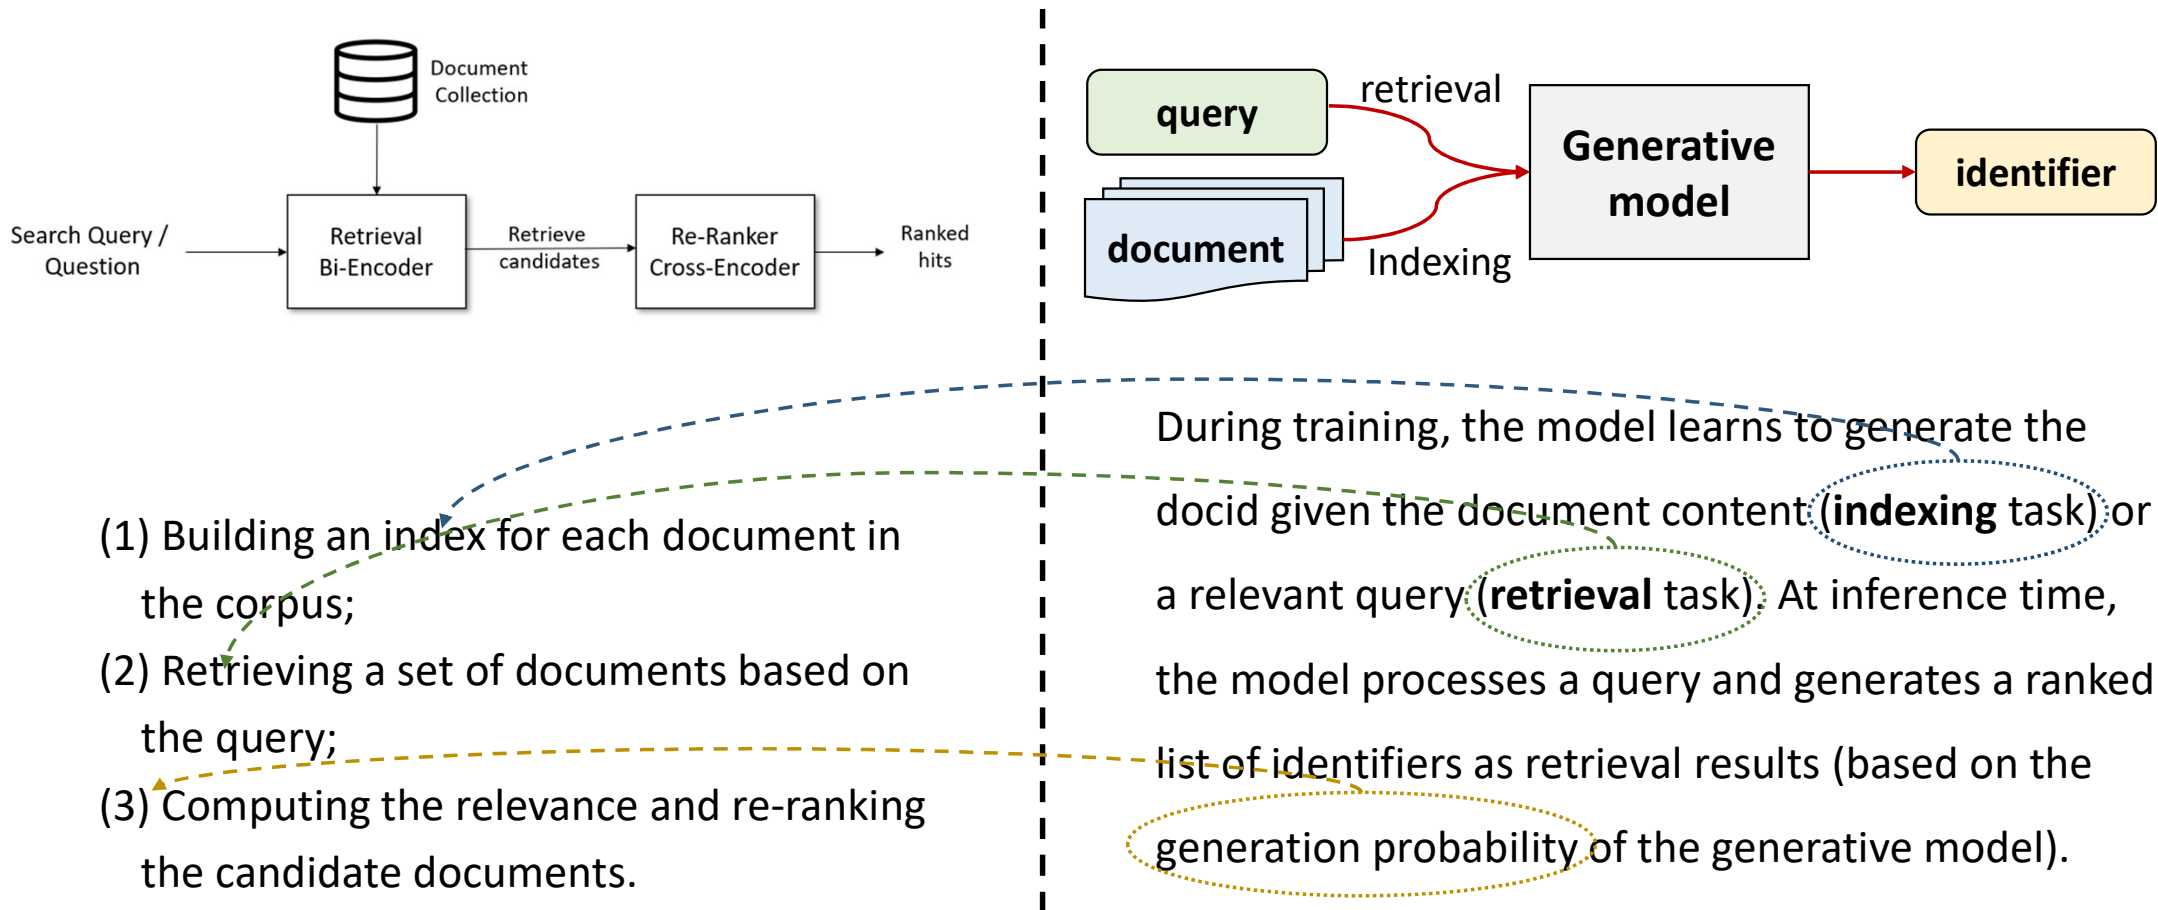 Document
Collection
Search Query /
Question
Retrieval
Bi-Encoder
Retrieve
candidates
Re-Ranker
Cross-Encoder
Ranked
hits
(1) Building an index for each document in
the corpus;
(2) Retrieving a set of documents based on
the query;
(3) Computing the relevance and re-ranking
the candidate documents.
query
document
retrieval
Indexing
Generative
model
identifier
During training, the model learns to generate the
docid given the document content (indexing task) or
a relevant query (retrieval task). At inference time,
the model processes a query and generates a ranked
list of identifiers as retrieval results (based on the
generation probability of the generative model).